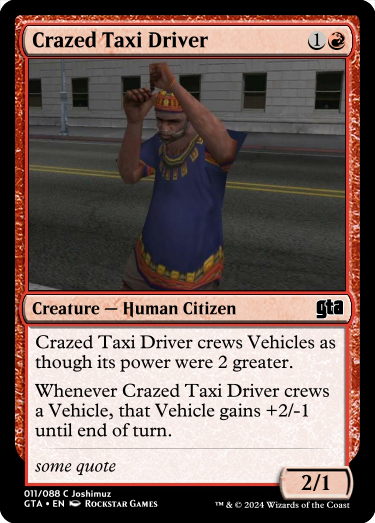 Crazed Taxi Driver 1
gta
Creature — Human Citizen
Crazed Taxi Driver crews Vehicles as
though its power were 2 greater.
Whenever Crazed Taxi Driver crews
a Vehicle, that Vehicle gains +2/-1
until end of turn.
some quote
2/1
011/088 C Joshimuz
GTA • EN Rockstar Games
™ & © 2024 Wizards of the Coast